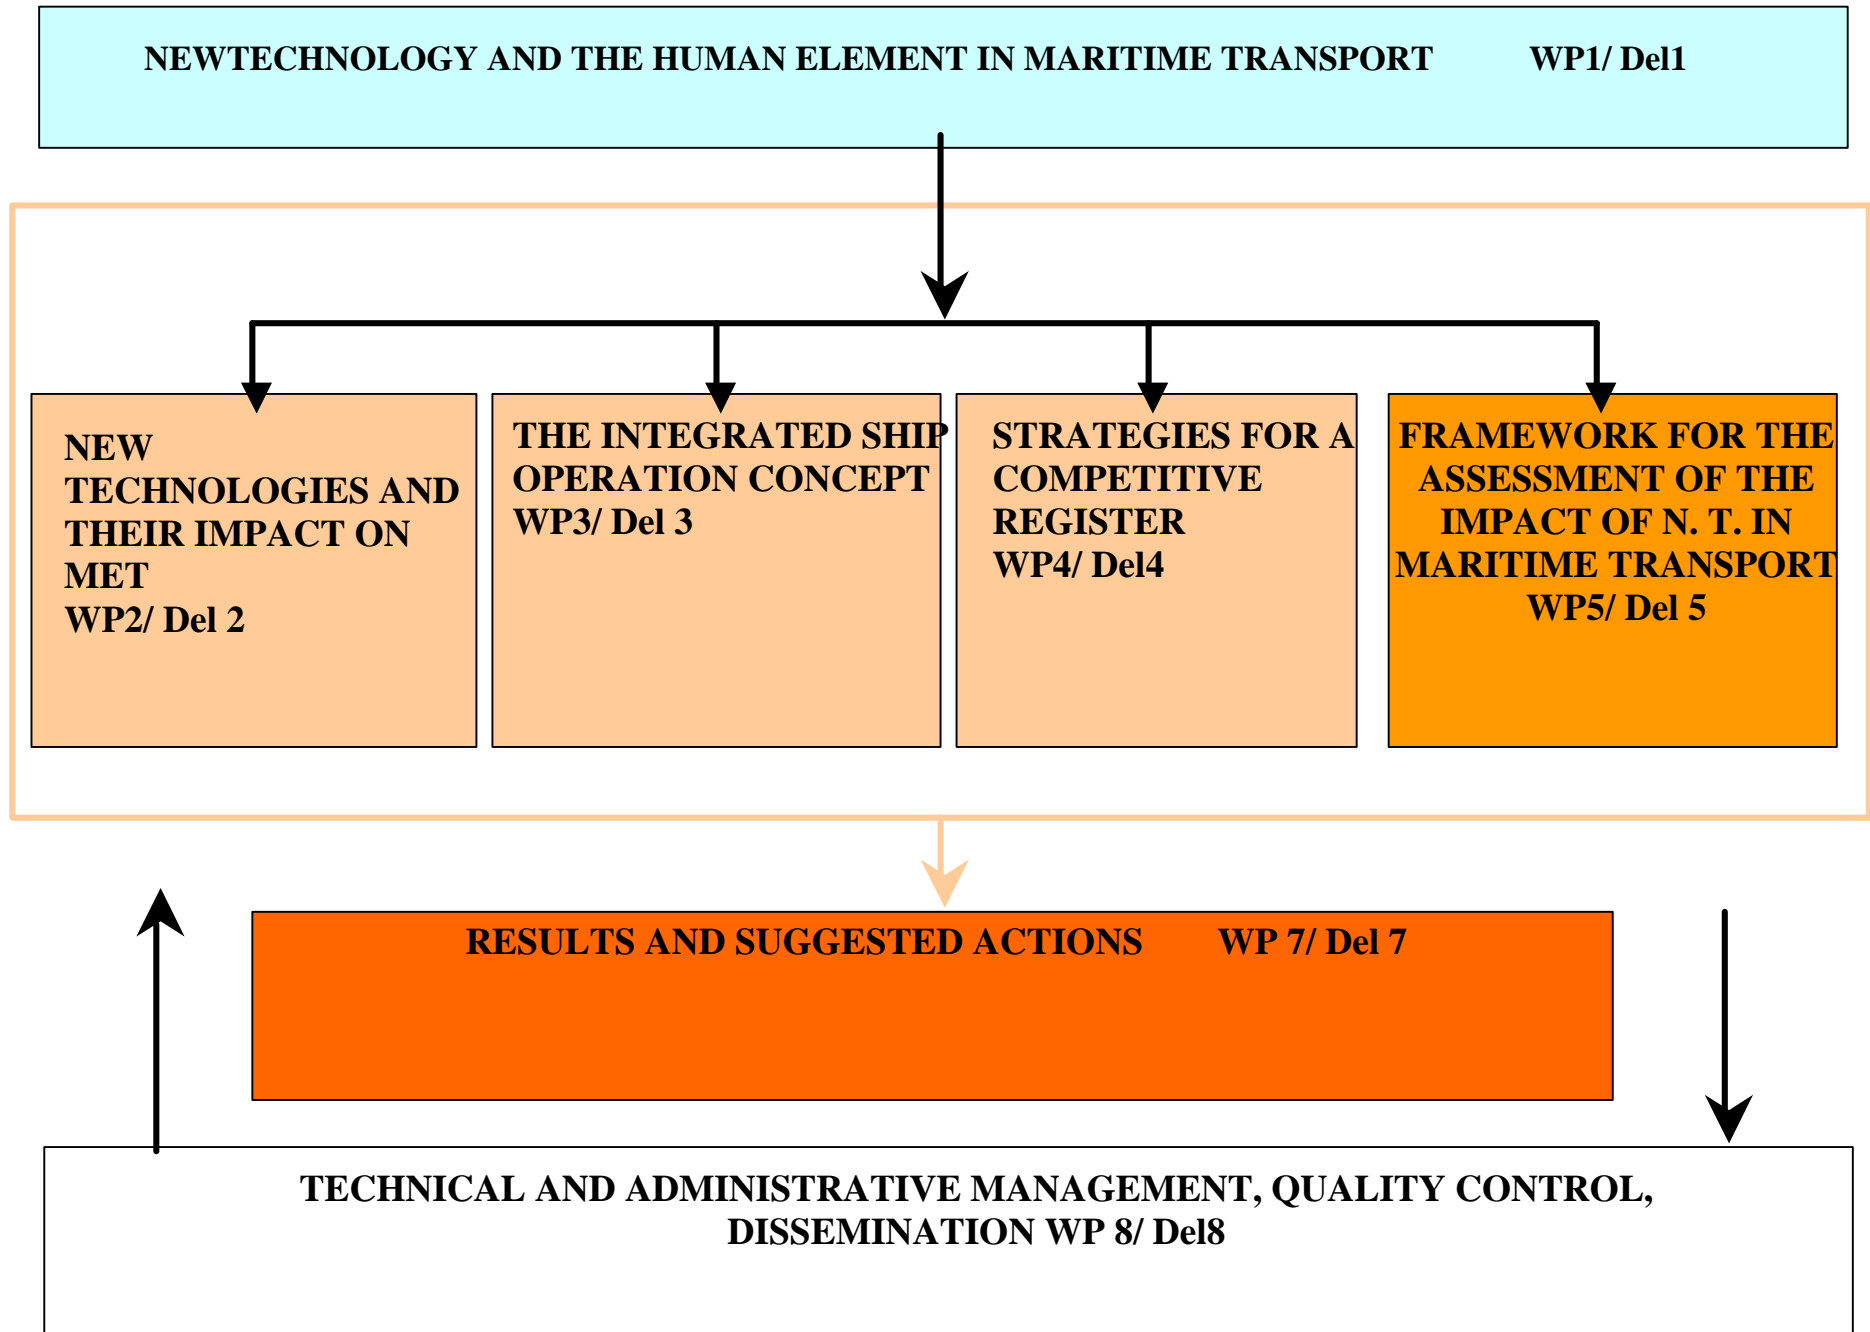 NEWTECHNOLOGY AND THE HUMAN ELEMENT IN MARITIME TRANSPORT WP1/ Del1
NEW
TECHNOLOGIES AND
THEIR IMPACT ON
MET
WP2/ Del 2
THE INTEGRATED SHIP
OPERATION CONCEPT
WP3/ Del 3
STRATEGIES FOR A
COMPETITIVE
REGISTER
WP4/ Del4
FRAMEWORK FOR THE
ASSESSMENT OF THE
IMPACT OF N. T. IN
MARITIME TRANSPORT
WP5/ Del 5
RESULTS AND SUGGESTED ACTIONS WP 7/ Del 7
TECHNICAL AND ADMINISTRATIVE MANAGEMENT, QUALITY CONTROL,
DISSEMINATION WP 8/ Del8